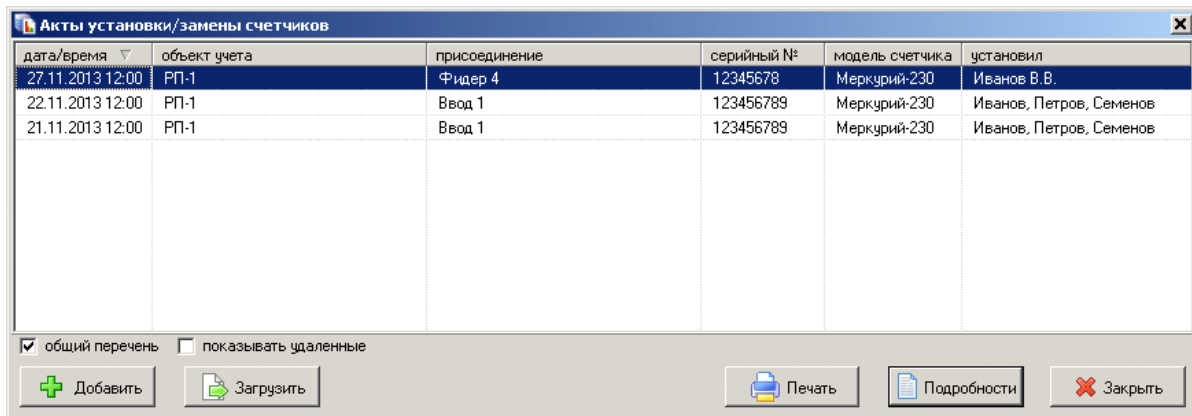 Акты установки/замены счетчиков
дата/время объект учета присоединение серийный № модель счетчика установил
27.11.2013 12:00 РП-1 Фидер 4 12345678 Меркурий-230 Иванов В.В.
22.11.2013 12:00 РП-1 Ввод 1 123456789 Меркурий-230 Иванов, Петров, Семенов
21.11.2013 12:00 РП-1 Ввод 1 123456789 Меркурий-230 Иванов, Петров, Семенов
общий перечень показывать удаленные
Добавить Загрузить Печать Подробности Закрыть